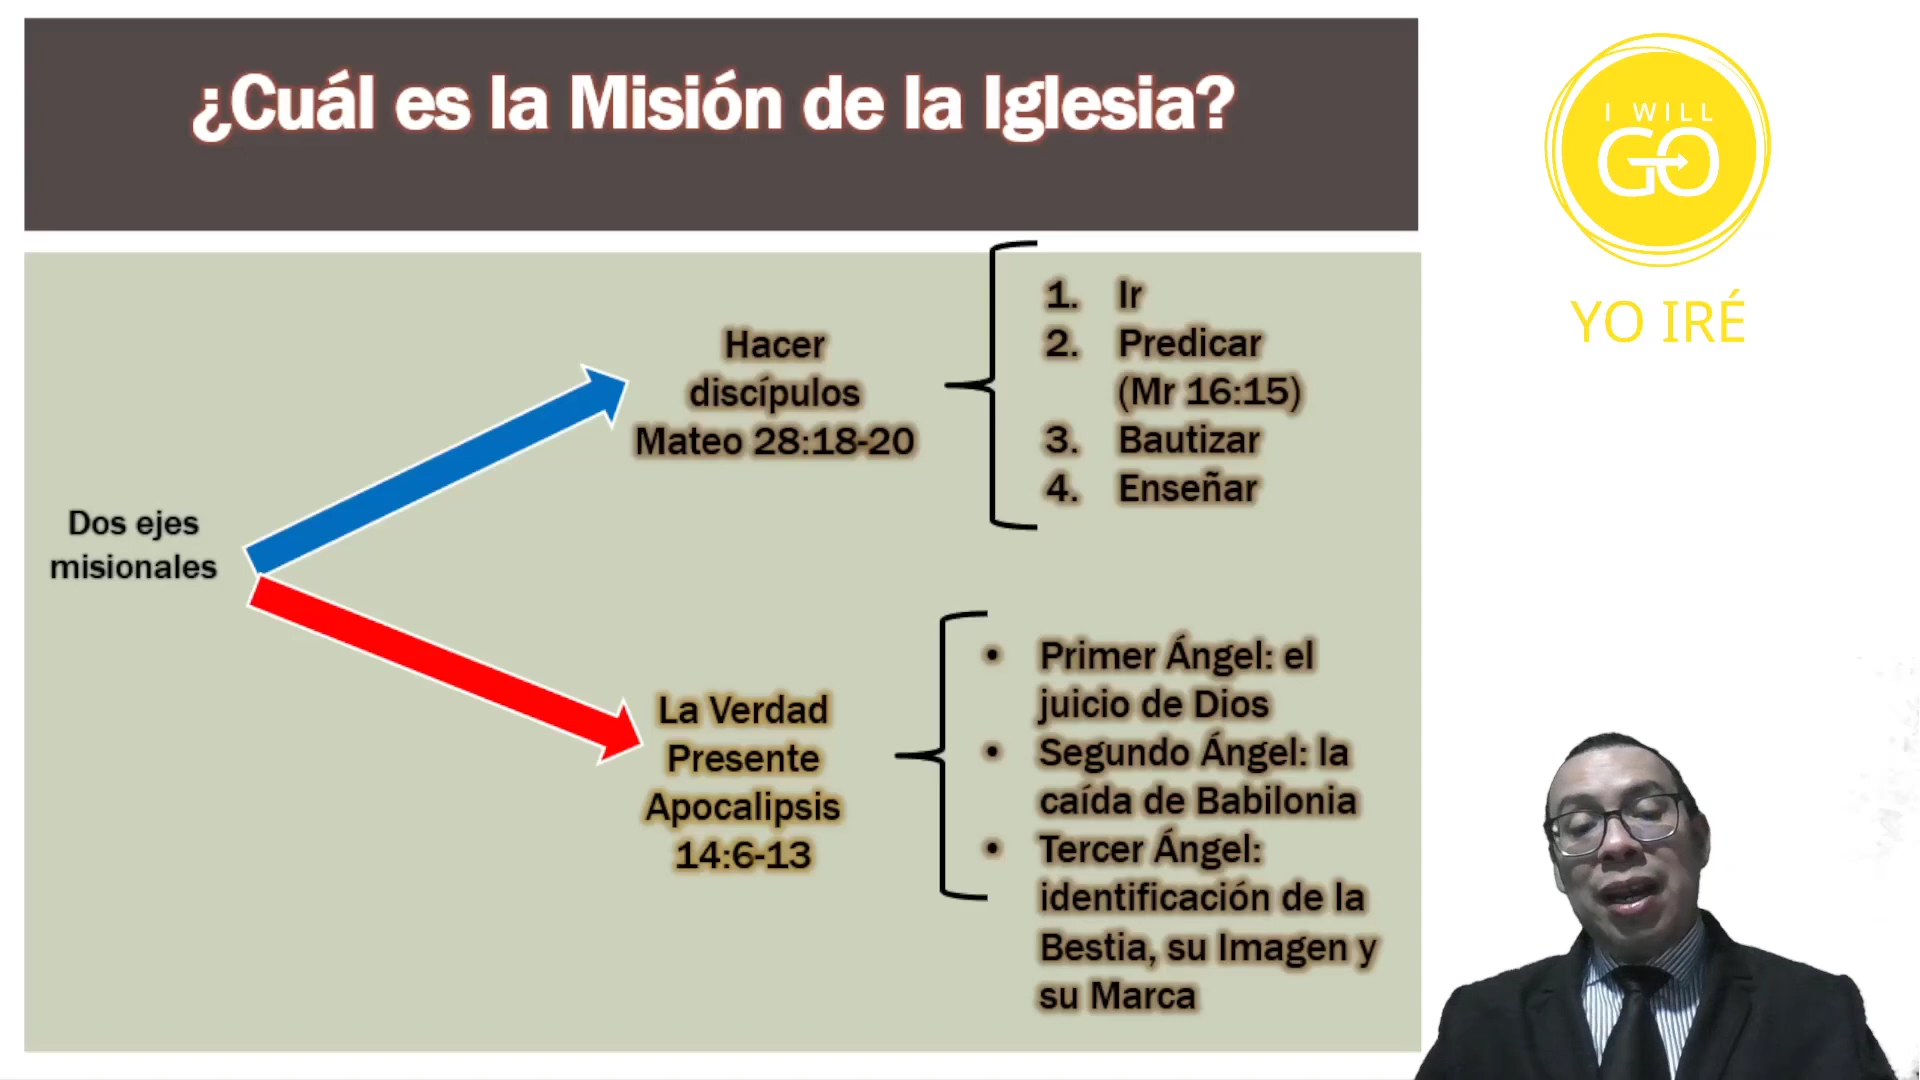 ¿Cuál es la Misión de la Iglesia?
I WILL
GO
YO IRÉ
Dos ejes
misionales
Hacer
discípulos
Mateo 28:18-20
1. Ir
2. Predicar
(Mr 16:15)
3. Bautizar
4. Enseñar
La Verdad
Presente
Apocalipsis
14:6-13
• Primer Ángel: el
juicio de Dios
• Segundo Ángel: la
caída de Babilonia
• Tercer Ángel:
identificación de la
Bestia, su Imagen y
su Marca